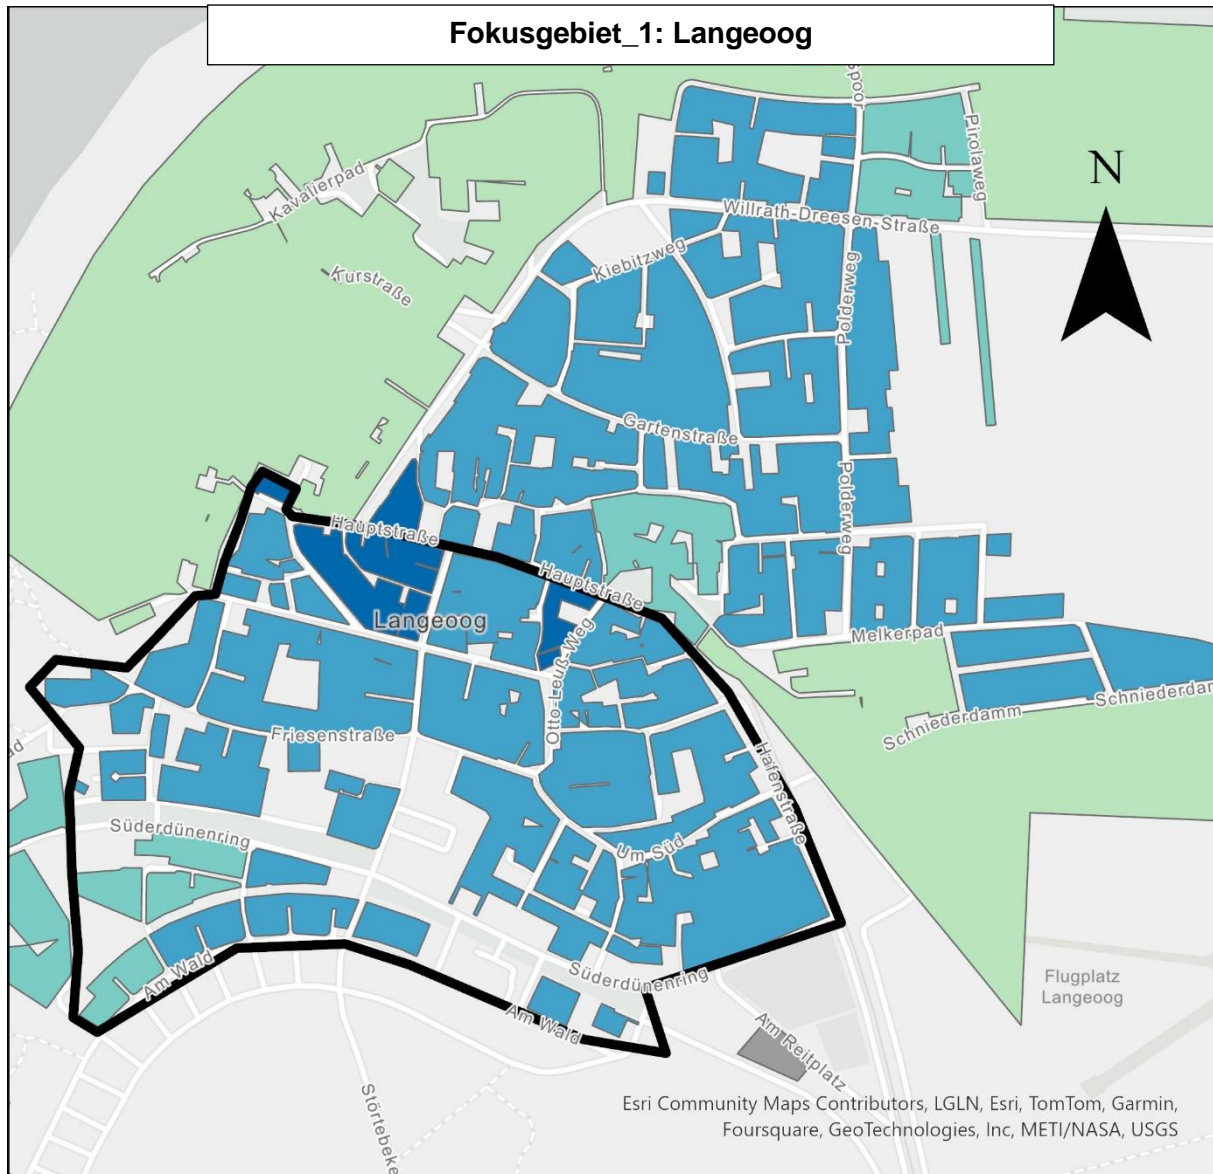 Fokusgebiet_1: Langeoog
Spoor
Pirolaweg
N
Kavalierpad
Willrath-Dreesen-Straße
Kiebitzweg
Kurstraße
Polderweg
Gartenstraße
Polderweg
Hauptstraße
Hauptstraße
Langeoog
Melkerpad
Otto-Leuß-Weg
Schniederdamm
Schniederdam
Friesenstraße
ad
Hafenstraße
Süderdünenring
Um Süd
Am Wald
Süderdünenring
Flugplatz
Langeoog
Am Wald
Am Reitplatz
Störtebeke
Esri Community Maps Contributors, LGLN, Esri, TomTom, Garmin,
Foursquare, GeoTechnologies, Inc, METI/NASA, USGS